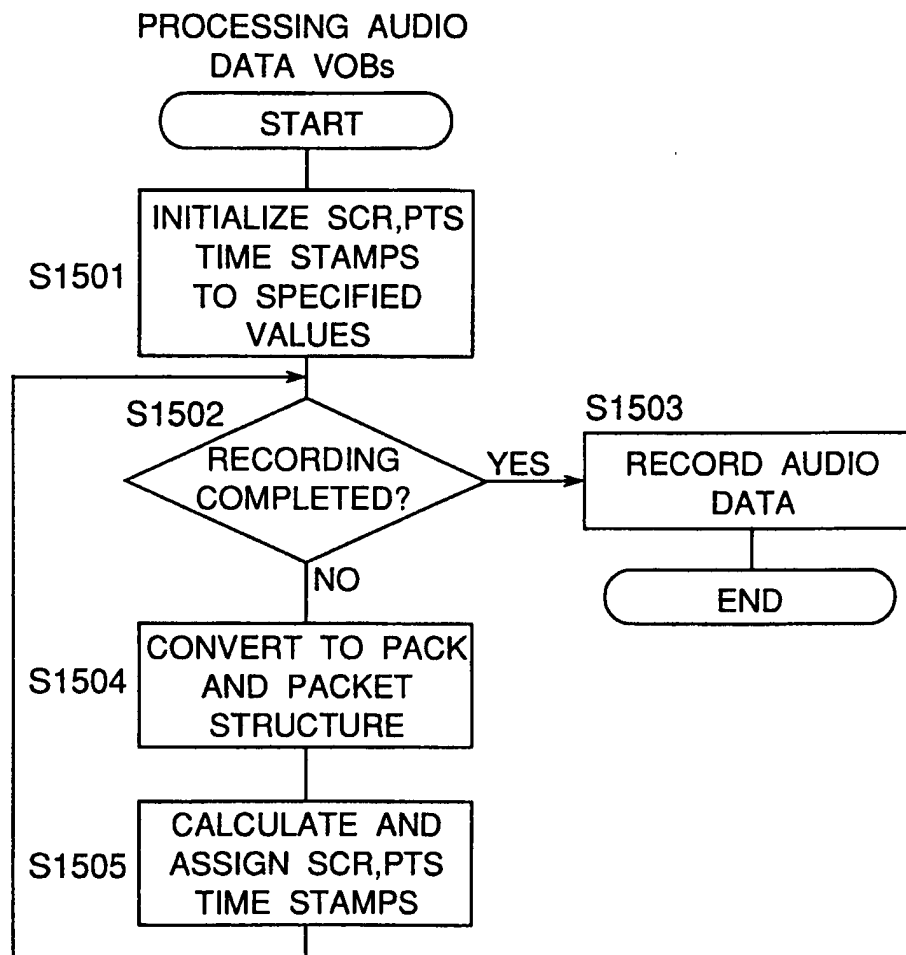 PROCESSING AUDIO
DATA VOBs
START
S1501
INITIALIZE SCR,PTS
TIME STAMPS
TO SPECIFIED
VALUES
S1502
RECORDING
COMPLETED?
YES
S1503
RECORD AUDIO
DATA
END
NO
S1504
CONVERT TO PACK
AND PACKET
STRUCTURE
S1505
CALCULATE AND
ASSIGN SCR,PTS
TIME STAMPS